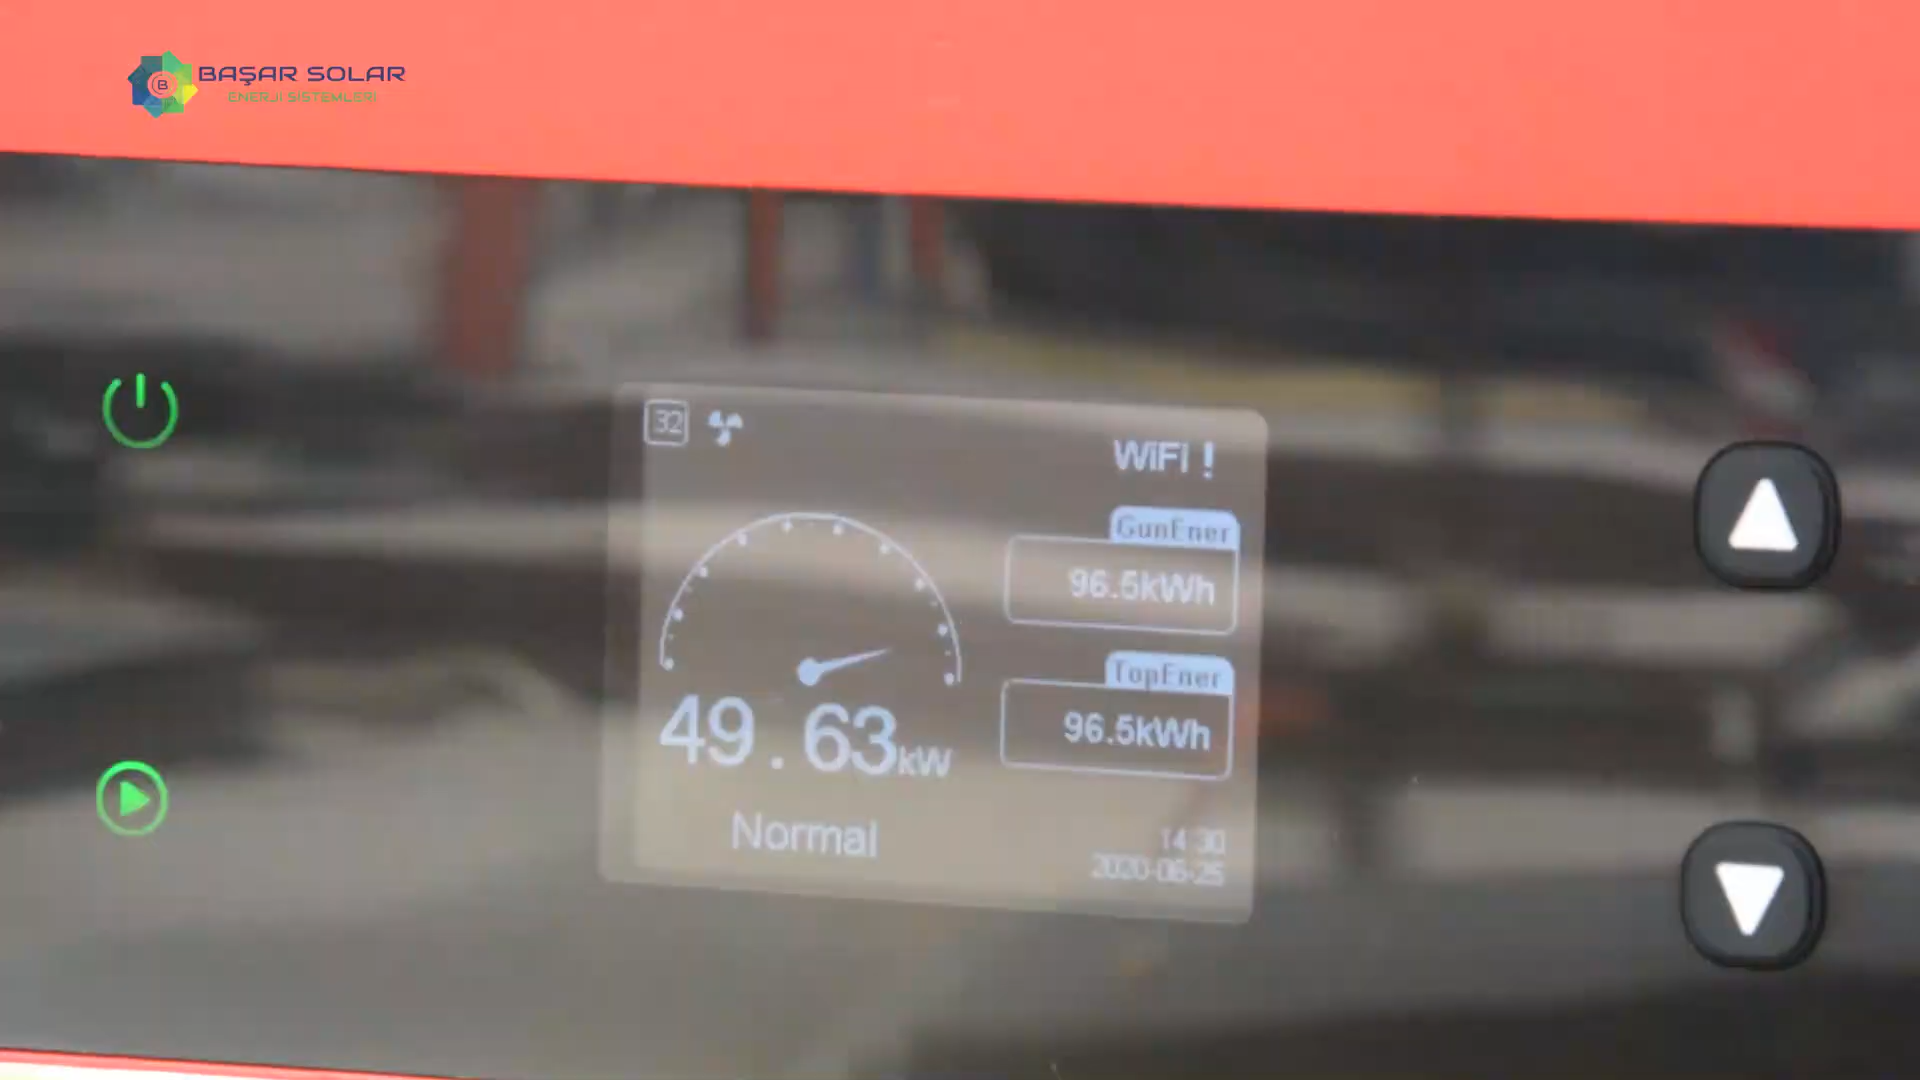 B
BAŞAR SOLAR
ENERJİ SİSTEMLERİ
32
WiFi !
GunEner
96.5kWh
TopEner
96.5kWh
49.63kW
Normal
14:30
2020-06-25